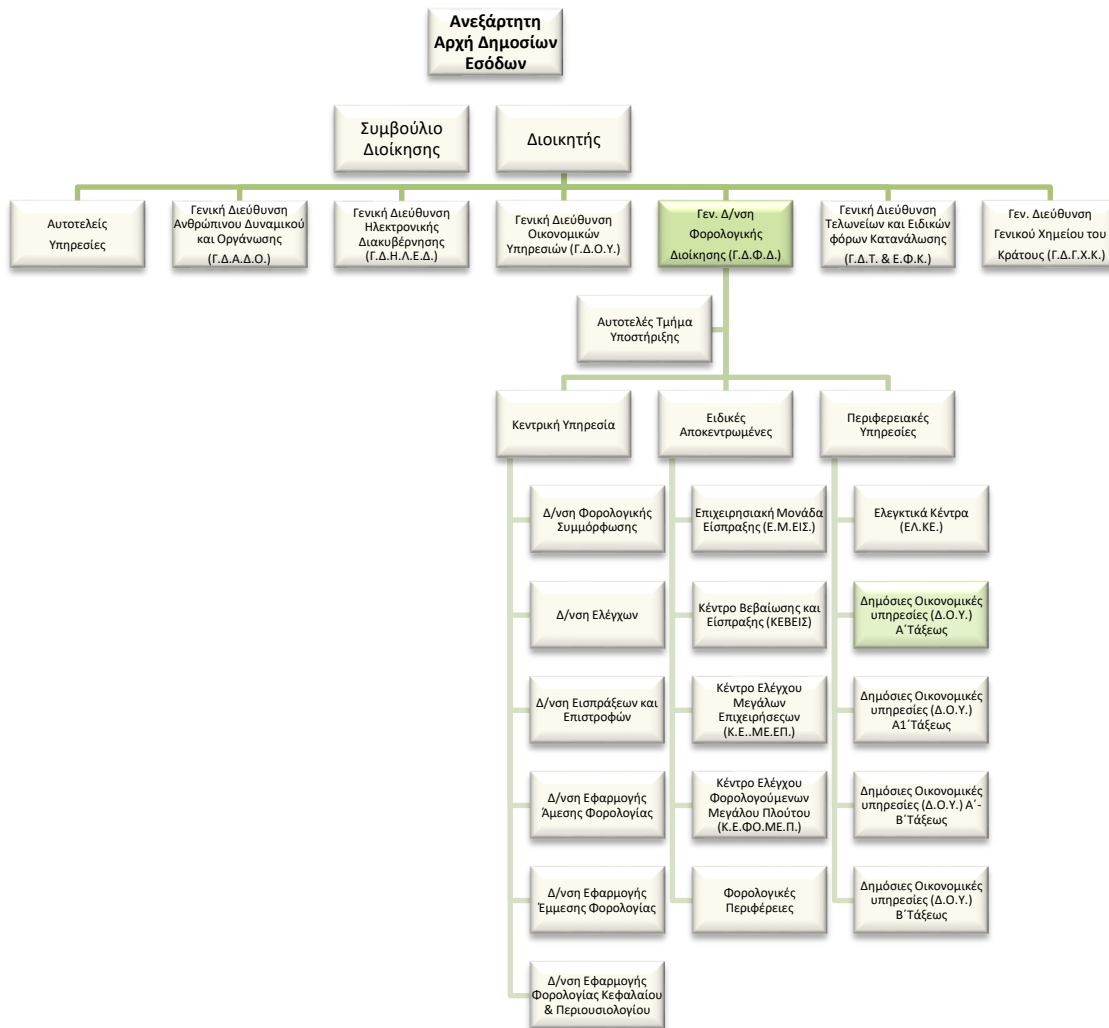 Ανεξάρτητη
Αρχή Δημοσίων
Εσόδων
Συμβούλιο
Διοίκησης
Διοικητής
Αυτοτελείς
Υπηρεσίες
Γενική Διεύθυνση
Ανθρώπινου Δυναμικού
και Οργάνωσης
(Γ.Δ.Α.Δ.Ο.)
Γενική Διεύθυνση
Ηλεκτρονικής
Διακυβέρνησης
(Γ.Δ.Η.Λ.Ε.Δ.)
Γενική Διεύθυνση
Οικονομικών
Υπηρεσιών (Γ.Δ.Ο.Υ.)
Γεν. Δ/νση
Φορολογικής
Διοίκησης (Γ.Δ.Φ.Δ.)
Γενική Διεύθυνση
Τελωνείων και Ειδικών
φόρων Κατανάλωσης
(Γ.Δ.Τ. & Ε.Φ.Κ.)
Γεν. Διεύθυνση
Γενικού Χημείου του
Κράτους (Γ.Δ.Γ.Χ.Κ.)
Αυτοτελές Τμήμα
Υποστήριξης
Κεντρική Υπηρεσία
Ειδικές
Αποκεντρωμένες
Περιφερειακές
Υπηρεσίες
Δ/νση Φορολογικής
Συμμόρφωσης
Επιχειρησιακή Μονάδα
Είσπραξης (Ε.Μ.ΕΙΣ.)
Ελεγκτικά Κέντρα
(ΕΛ.ΚΕ.)
Δ/νση Ελέγχων
Κέντρο Βεβαίωσης και
Είσπραξης (ΚΕΒΕΙΣ)
Δημόσιες Οικονομικές
υπηρεσίες (Δ.Ο.Υ.)
Α΄Τάξεως
Δ/νση Εισπράξεων και
Επιστροφών
Κέντρο Ελέγχου
Μεγάλων
Επιχειρήσεςων
(Κ.Ε..ΜΕ.ΕΠ.)
Δημόσιες Οικονομικές
υπηρεσίες (Δ.Ο.Υ.)
Α1΄Τάξεως
Δ/νση Εφαρμογής
Άμεσης Φορολογίας
Κέντρο Ελέγχου
Φορολογούμενων
Μεγάλου Πλούτου
(Κ.Ε.ΦΟ.ΜΕ.Π.)
Δημόσιες Οικονομικές
υπηρεσίες (Δ.Ο.Υ.) Α΄-
Β΄Τάξεως
Δ/νση Εφαρμογής
Έμμεσης Φορολογίας
Φορολογικές
Περιφέρειες
Δημόσιες Οικονομικές
υπηρεσίες (Δ.Ο.Υ.)
Β΄Τάξεως
Δ/νση Εφαρμογής
Φορολογίας Κεφαλαίου
& Περιουσιολογίου